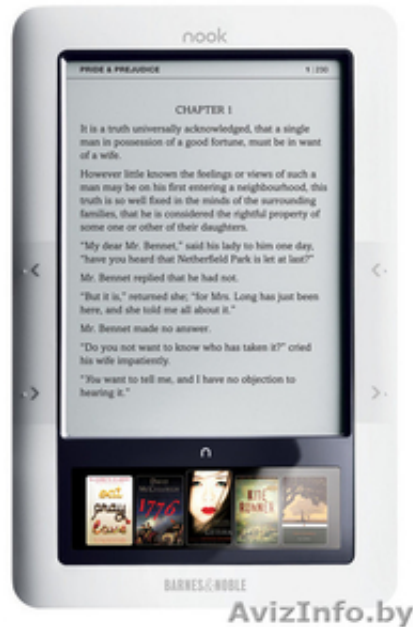 nook
PRIDE & PREJUDICE 1 | 230
CHAPTER 1
It is a truth universally acknowledged, that a single
man in possession of a good fortune, must be in want
of a wife.
However little known the feelings or views of such a
man may be on his first entering a neighbourhood, this
truth is so well fixed in the minds of the surrounding
families, that he is considered the rightful property of
some one or other of their daughters.
"My dear Mr. Bennet," said his lady to him one day,
"have you heard that Netherfield Park is let at last?"
Mr. Bennet replied that he had not.
"But it is," returned she; "for Mrs. Long has just been
here, and she told me all about it."
Mr. Bennet made no answer.
"Do you not want to know who has taken it?" cried
his wife impatiently.
"You want to tell me, and I have no objection to
hearing it."
n
eat
pray
love
DAVID
McCULLOUGH
1776
KITE
RUNNER
BARNES&NOBLE
AvizInfo.by